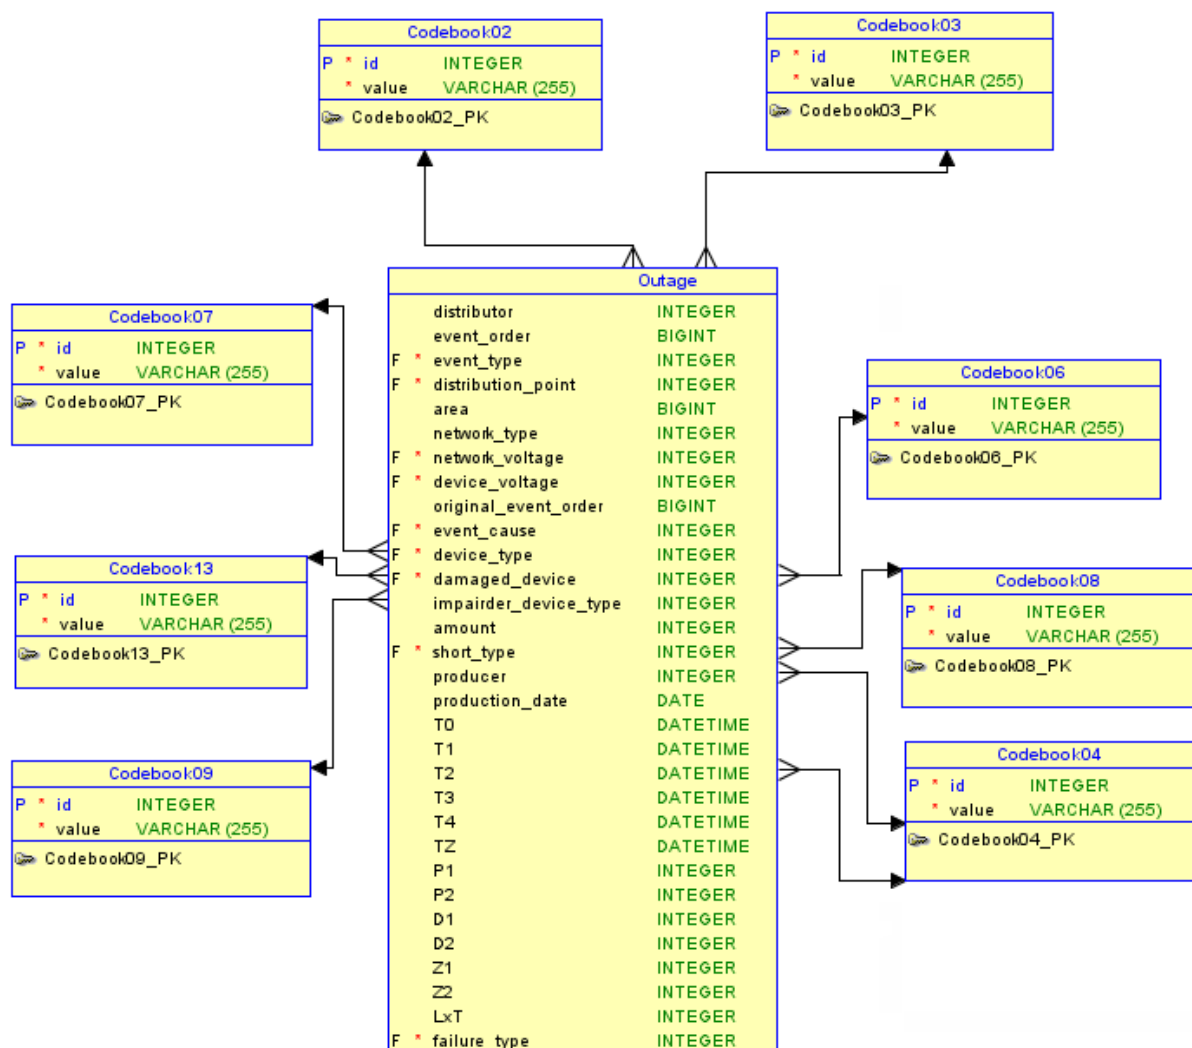 Codebook02
P * id INTEGER
* value VARCHAR (255)
Codebook02_PK
Codebook03
P * id INTEGER
* value VARCHAR (255)
Codebook03_PK
Outage
distributor INTEGER
event_order BIGINT
F * event_type INTEGER
F * distribution_point INTEGER
area BIGINT
network_type INTEGER
F * network_voltage INTEGER
F * device_voltage INTEGER
original_event_order BIGINT
F * event_cause INTEGER
F * device_type INTEGER
F * damaged_device INTEGER
impairder_device_type INTEGER
amount INTEGER
F * short_type INTEGER
producer INTEGER
production_date DATE
T0 DATETIME
T1 DATETIME
T2 DATETIME
T3 DATETIME
T4 DATETIME
TZ DATETIME
P1 INTEGER
P2 INTEGER
D1 INTEGER
D2 INTEGER
Z1 INTEGER
Z2 INTEGER
LxT INTEGER
F * failure_type INTEGER
Codebook07
P * id INTEGER
* value VARCHAR (255)
Codebook07_PK
Codebook13
P * id INTEGER
* value VARCHAR (255)
Codebook13_PK
Codebook09
P * id INTEGER
* value VARCHAR (255)
Codebook09_PK
Codebook06
P * id INTEGER
* value VARCHAR (255)
Codebook06_PK
Codebook08
P * id INTEGER
* value VARCHAR (255)
Codebook08_PK
Codebook04
P * id INTEGER
* value VARCHAR (255)
Codebook04_PK